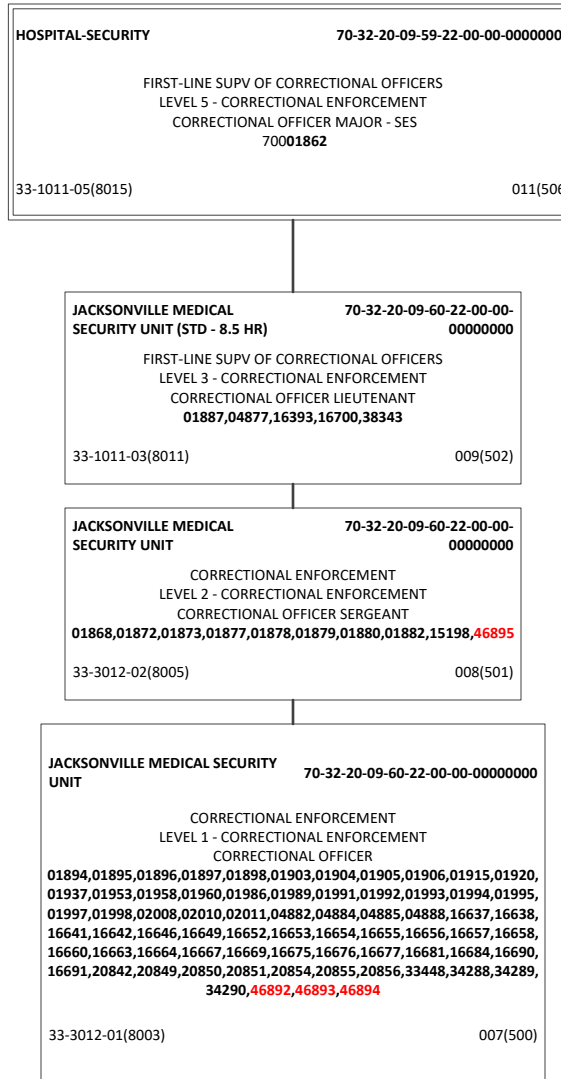 HOSPITAL-SECURITY 70-32-20-09-59-22-00-00-0000000
FIRST-LINE SUPV OF CORRECTIONAL OFFICERS
LEVEL 5 - CORRECTIONAL ENFORCEMENT
CORRECTIONAL OFFICER MAJOR - SES
70001862
33-1011-05(8015) 011(506
JACKSONVILLE MEDICAL 70-32-20-09-60-22-00-00-
SECURITY UNIT (STD - 8.5 HR) 00000000
FIRST-LINE SUPV OF CORRECTIONAL OFFICERS
LEVEL 3 - CORRECTIONAL ENFORCEMENT
CORRECTIONAL OFFICER LIEUTENANT
01887,04877,16393,16700,38343
33-1011-03(8011) 009(502)
JACKSONVILLE MEDICAL 70-32-20-09-60-22-00-00-
SECURITY UNIT 00000000
CORRECTIONAL ENFORCEMENT
LEVEL 2 - CORRECTIONAL ENFORCEMENT
CORRECTIONAL OFFICER SERGEANT
01868,01872,01873,01877,01878,01879,01880,01882,15198,46895
33-3012-02(8005) 008(501)
JACKSONVILLE MEDICAL SECURITY
UNIT 70-32-20-09-60-22-00-00-00000000
CORRECTIONAL ENFORCEMENT
LEVEL 1 - CORRECTIONAL ENFORCEMENT
CORRECTIONAL OFFICER
01894,01895,01896,01897,01898,01903,01904,01905,01906,01915,01920,
01937,01953,01958,01960,01986,01989,01991,01992,01993,01994,01995,
01997,01998,02008,02010,02011,04882,04884,04885,04888,16637,16638,
16641,16642,16646,16649,16652,16653,16654,16655,16656,16657,16658,
16660,16663,16664,16667,16669,16675,16676,16677,16681,16684,16690,
16691,20842,20849,20850,20851,20854,20855,20856,33448,34288,34289,
34290,46892,46893,46894
33-3012-01(8003) 007(500)